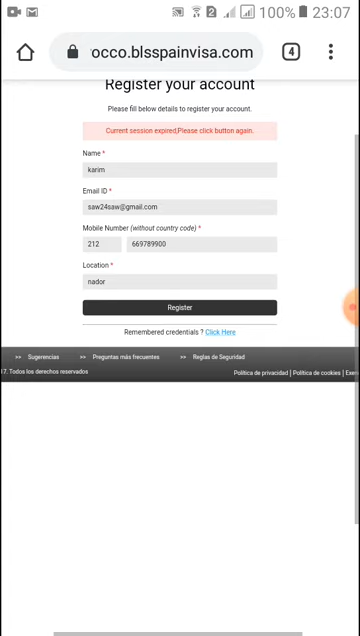 100% 23:07
occo.blsspainvisa.com 4
Register your account
Please fill below details to register your account.
Current session expired,Please click button again.
Name *
karim
Email ID *
saw24saw@gmail.com
Mobile Number (without country code) *
212 669789900
Location *
nador
Register
Remembered credentials ? Click Here
>> Sugerencias >> Preguntas más frecuentes >> Reglas de Seguridad
17. Todos los derechos reservados
Política de privacidad | Política de cookies | Exen